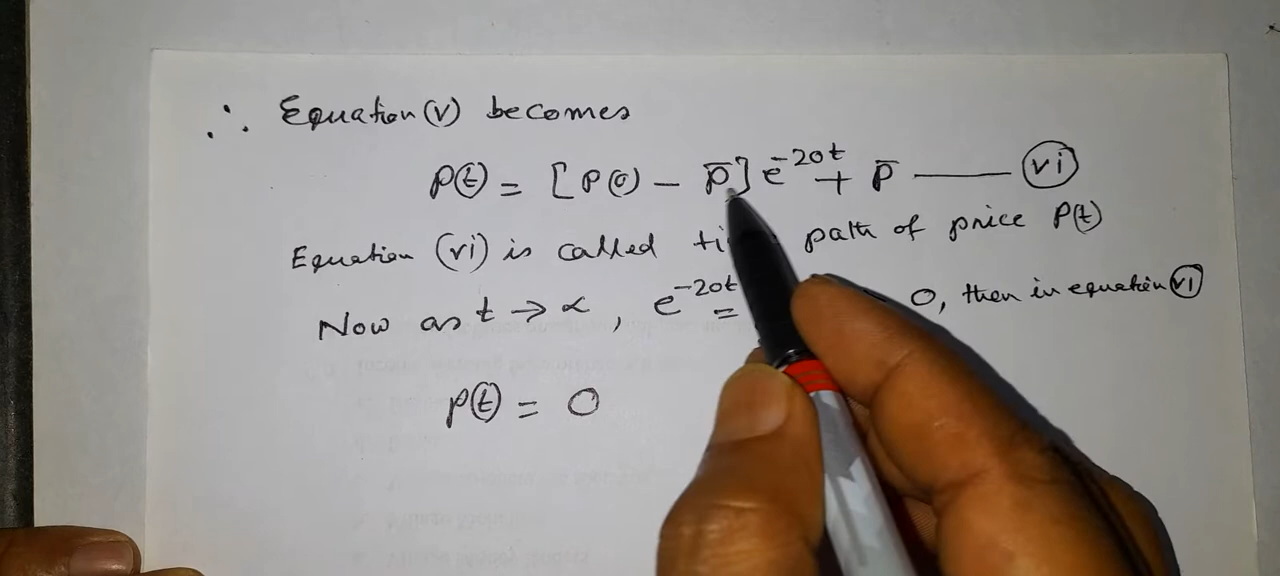 ∴ Equation (v) becomes
P(t) = [P(0) - P̄] e^-20t + P̄ —— (vi)
Equation (vi) is called path of price P(t)
Now as t → ∝, e^-20t = 0, then in equation (vi)
P(t) = 0